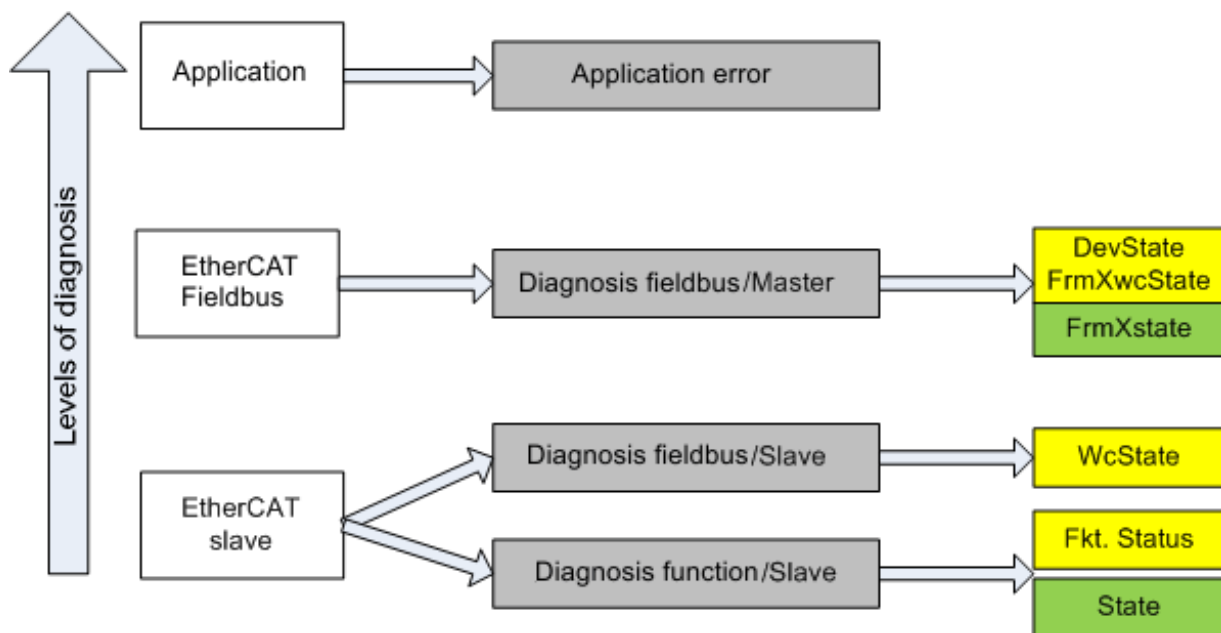 Levels of diagnosis
Application
Application error
EtherCAT
Fieldbus
Diagnosis fieldbus/Master
DevState
FrmXwcState
FrmXstate
EtherCAT
slave
Diagnosis fieldbus/Slave
WcState
Diagnosis function/Slave
Fkt. Status
State